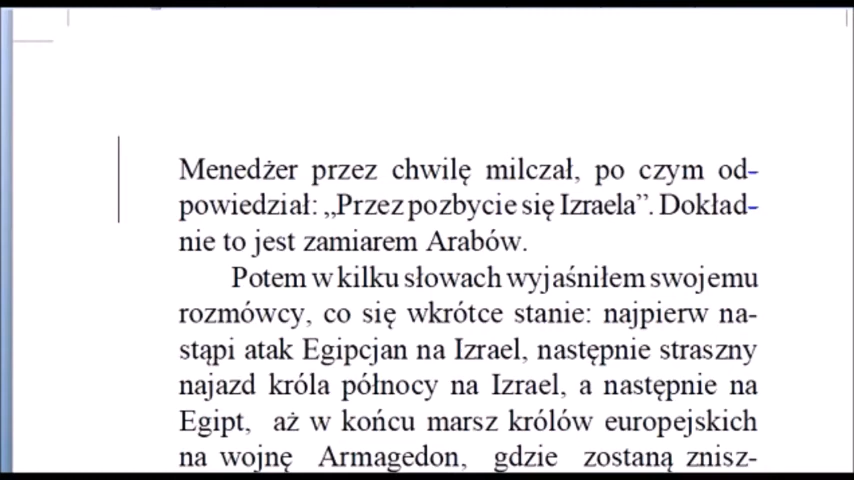 Menedżer przez chwilę milczał, po czym od-
powiedział: „Przez pozbycie się Izraela”. Dokład-
nie to jest zamiarem Arabów.
Potem w kilku słowach wyjaśniłem swojemu
rozmówcy, co się wkrótce stanie: najpierw na-
stąpi atak Egipcjan na Izrael, następnie straszny
najazd króla północy na Izrael, a następnie na
Egipt, aż w końcu marsz królów europejskich
na wojnę Armagedon, gdzie zostaną znisz-